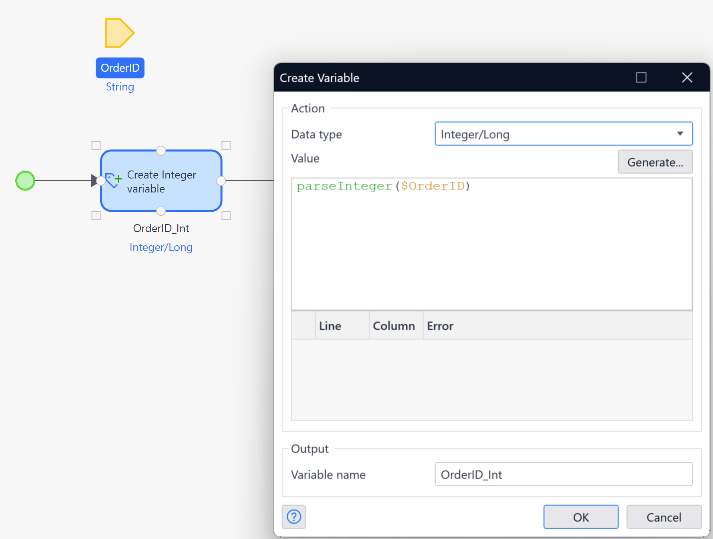 OrderID
String
Create Integer
variable
OrderID_Int
Integer/Long
Create Variable
Action
Data type
Integer/Long
Value
Generate...
parseInteger($OrderID)
Line Column Error
Output
Variable name
OrderID_Int
?
OK
Cancel